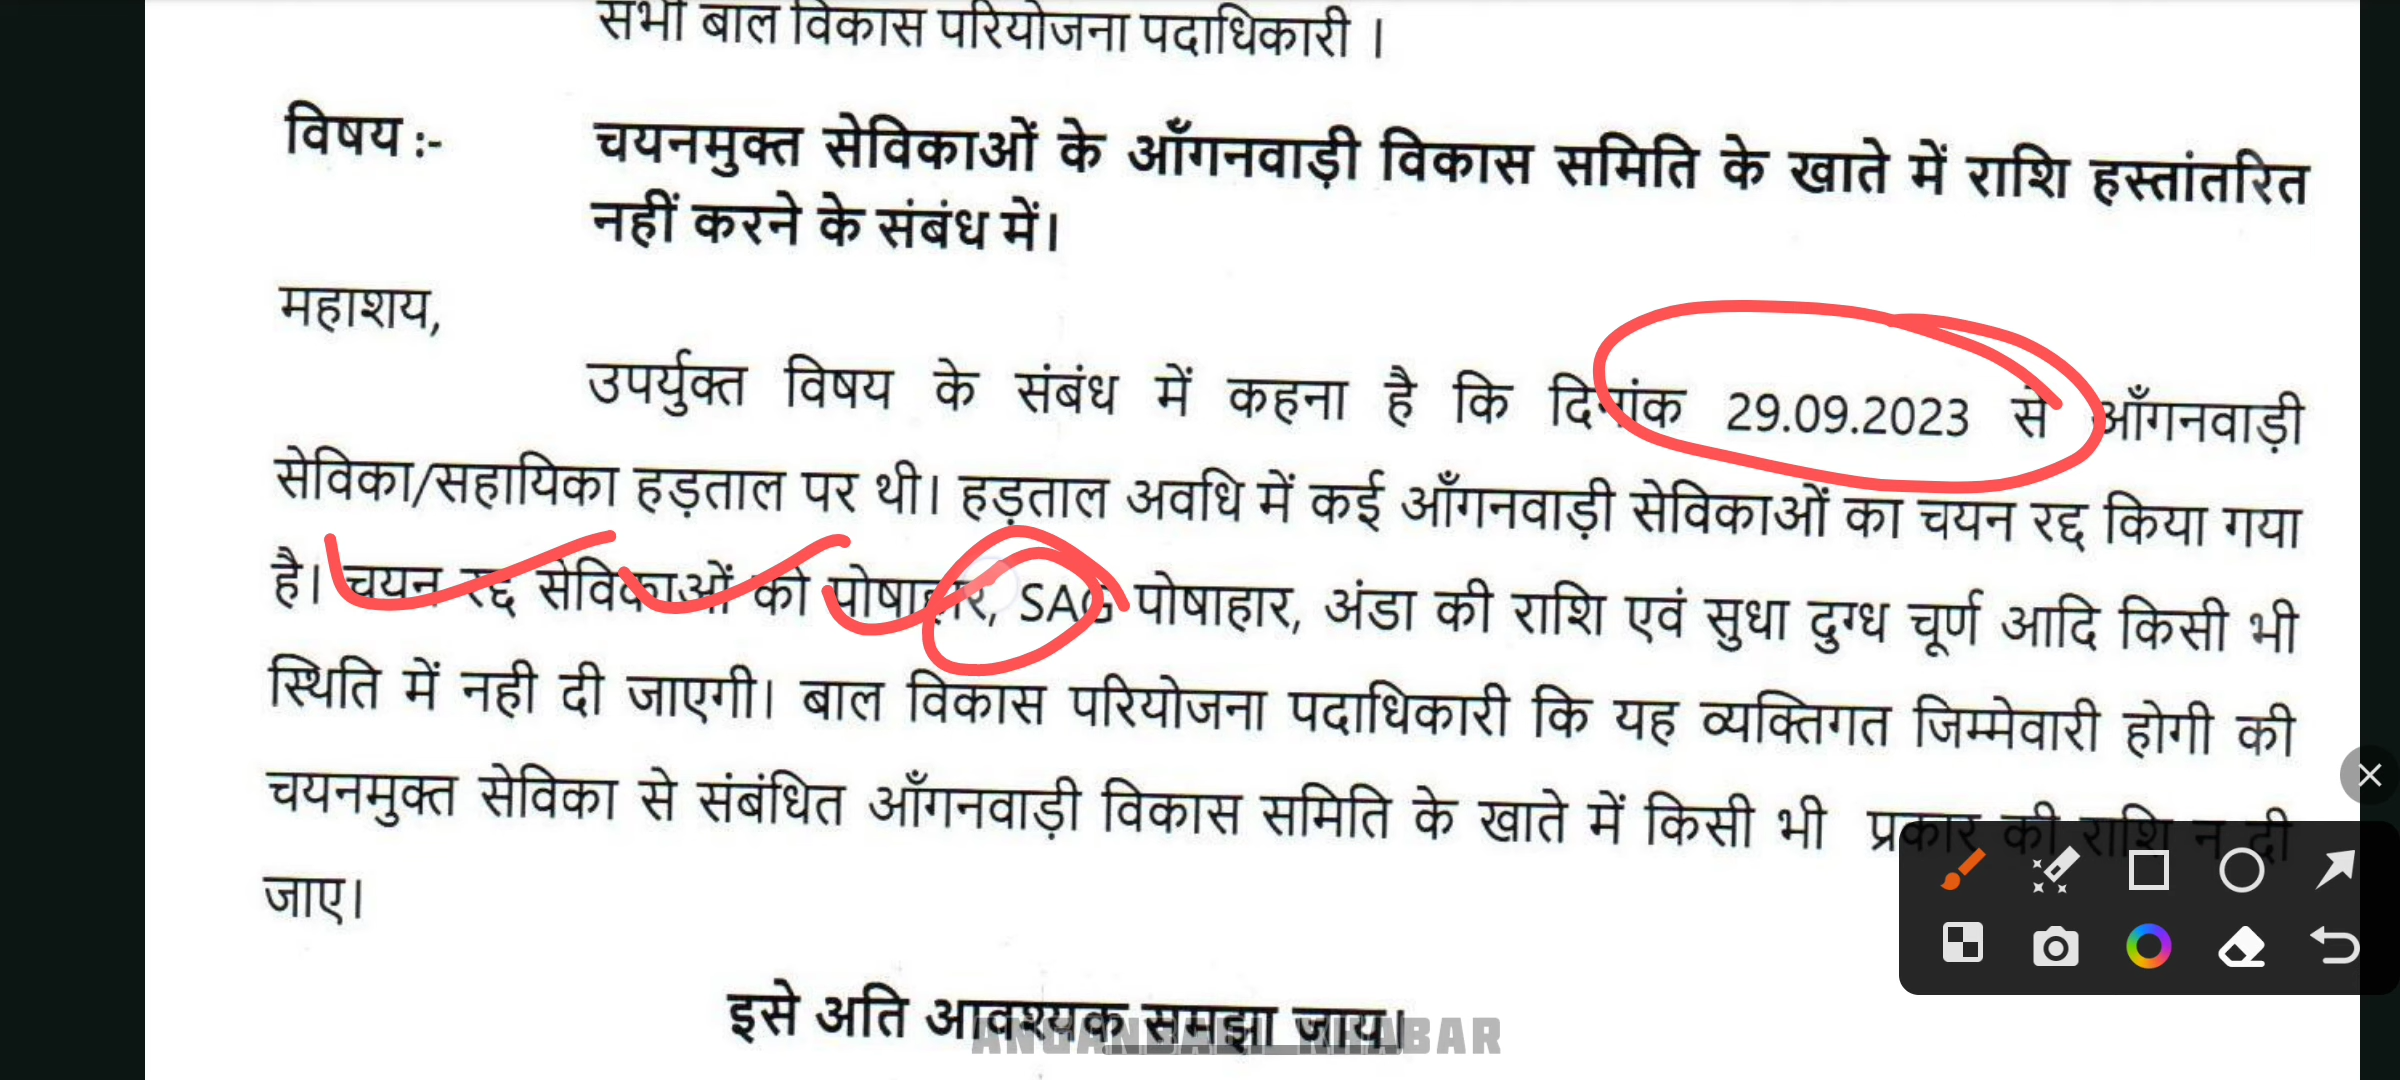 सभी बाल विकास परियोजना पदाधिकारी ।
विषय :- चयनमुक्त सेविकाओं के आँगनवाड़ी विकास समिति के खाते में राशि हस्तांतरित
नहीं करने के संबंध में।
महाशय,
उपर्युक्त विषय के संबंध में कहना है कि दिनांक 29.09.2023 से आँगनवाड़ी
सेविका/सहायिका हड़ताल पर थी। हड़ताल अवधि में कई आँगनवाड़ी सेविकाओं का चयन रद्द किया गया
है। चयन रद्द सेविकाओं को पोषाहार, SAG पोषाहार, अंडा की राशि एवं सुधा दुग्ध चूर्ण आदि किसी भी
स्थिति में नही दी जाएगी। बाल विकास परियोजना पदाधिकारी कि यह व्यक्तिगत जिम्मेवारी होगी की
चयनमुक्त सेविका से संबंधित आँगनवाड़ी विकास समिति के खाते में किसी भी प्रकार की राशि न दी
जाए।
इसे अति आवश्यक समझा जाय।
ANGANBARI_KHABAR